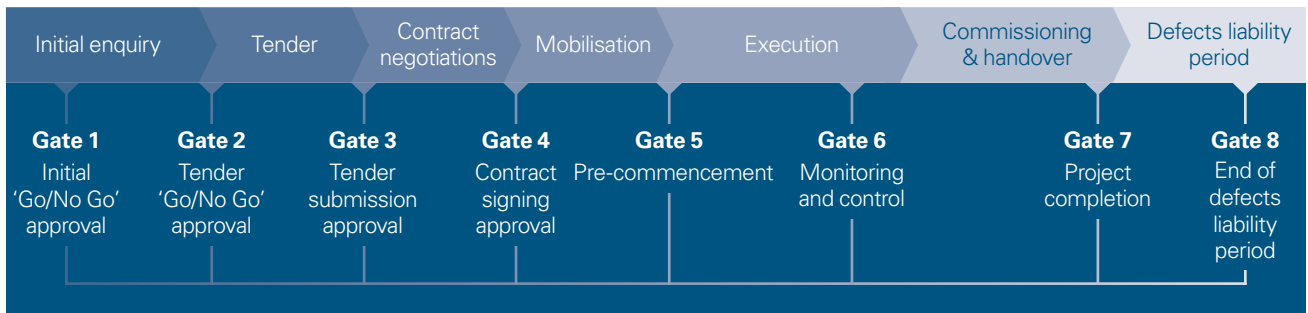 Initial enquiry
Tender
Contract
negotiations
Mobilisation
Execution
Commissioning
& handover
Defects liability
period
Gate 1
Initial
‘Go/No Go’
approval
Gate 2
Tender
‘Go/No Go’
approval
Gate 3
Tender
submission
approval
Gate 4
Contract
signing
approval
Gate 5
Pre-commencement
Gate 6
Monitoring
and control
Gate 7
Project
completion
Gate 8
End of
defects
liability
period